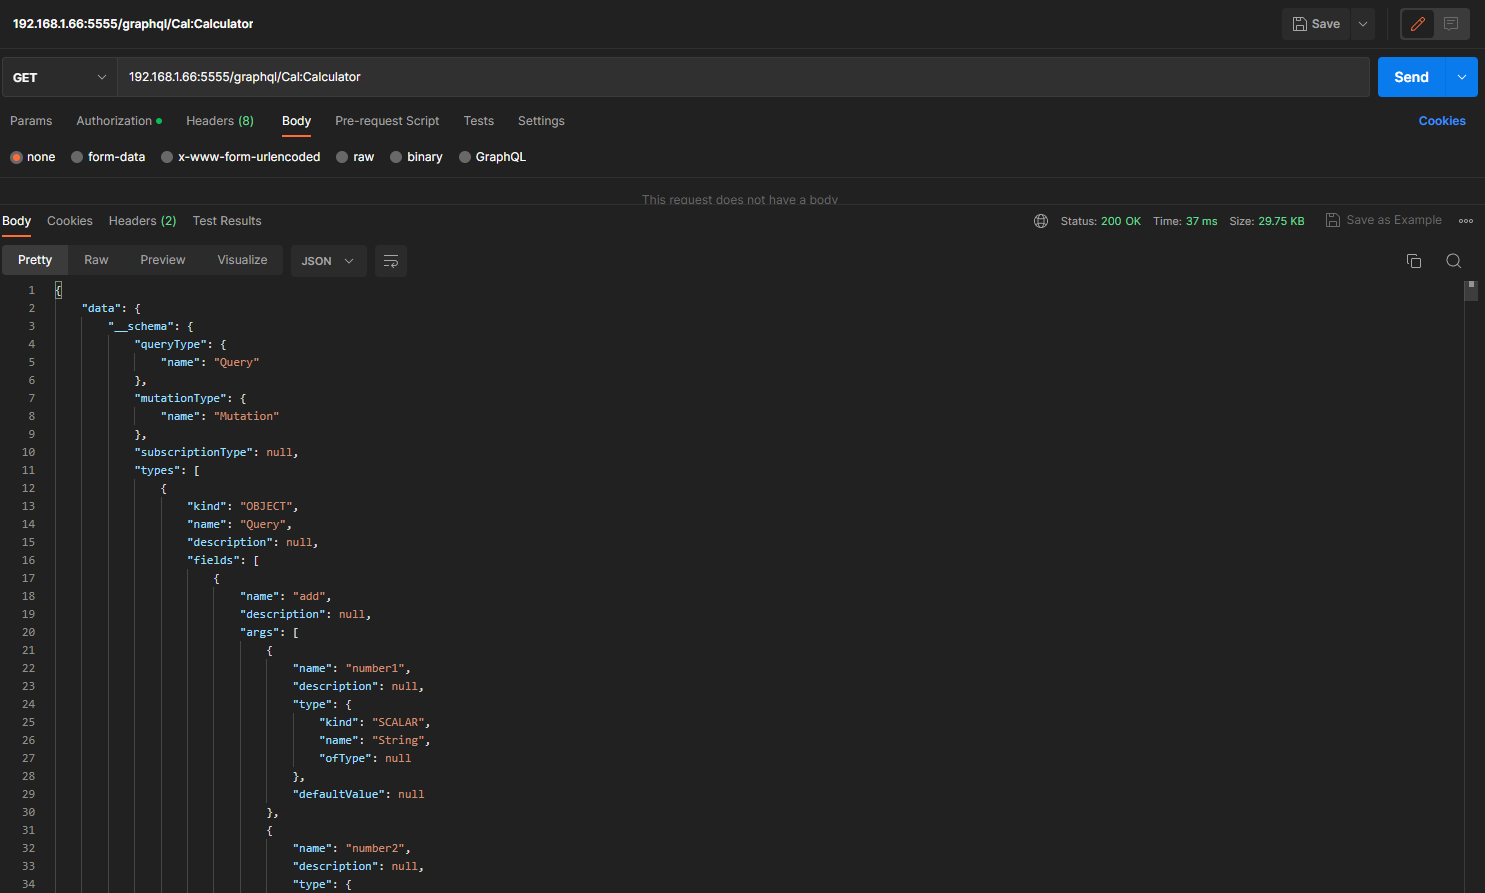 192.168.1.66:5555/graphql/Cal:Calculator
Save
GET 192.168.1.66:5555/graphql/Cal:Calculator Send
Params Authorization Headers (8) Body Pre-request Script Tests Settings Cookies
none form-data x-www-form-urlencoded raw binary GraphQL
This request does not have a body
Body Cookies Headers (2) Test Results Status: 200 OK Time: 37 ms Size: 29.75 KB Save as Example
Pretty Raw Preview Visualize JSON
1 {
2 "data": {
3 "__schema": {
4 "queryType": {
5 "name": "Query"
6 },
7 "mutationType": {
8 "name": "Mutation"
9 },
10 "subscriptionType": null,
11 "types": [
12 {
13 "kind": "OBJECT",
14 "name": "Query",
15 "description": null,
16 "fields": [
17 {
18 "name": "add",
19 "description": null,
20 "args": [
21 {
22 "name": "number1",
23 "description": null,
24 "type": {
25 "kind": "SCALAR",
26 "name": "String",
27 "ofType": null
28 },
29 "defaultValue": null
30 },
31 {
32 "name": "number2",
33 "description": null,
34 "type": {